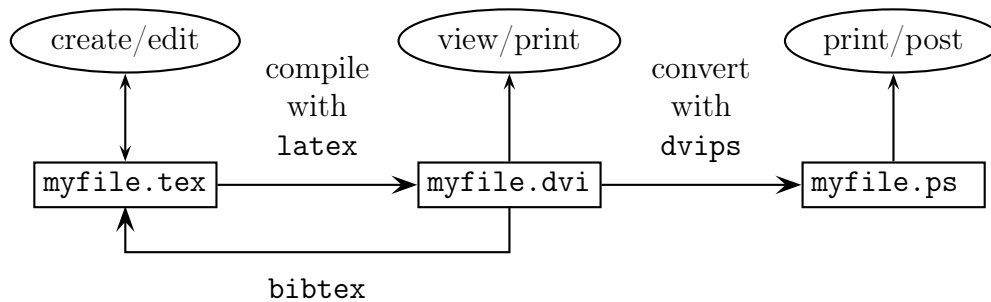 create/edit
view/print
print/post
compile
with
latex
convert
with
dvips
myfile.tex
myfile.dvi
myfile.ps
bibtex